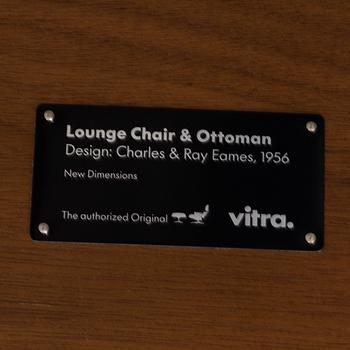 Lounge Chair & Ottoman
Design: Charles & Ray Eames, 1956
New Dimensions
The authorized Original vitra.